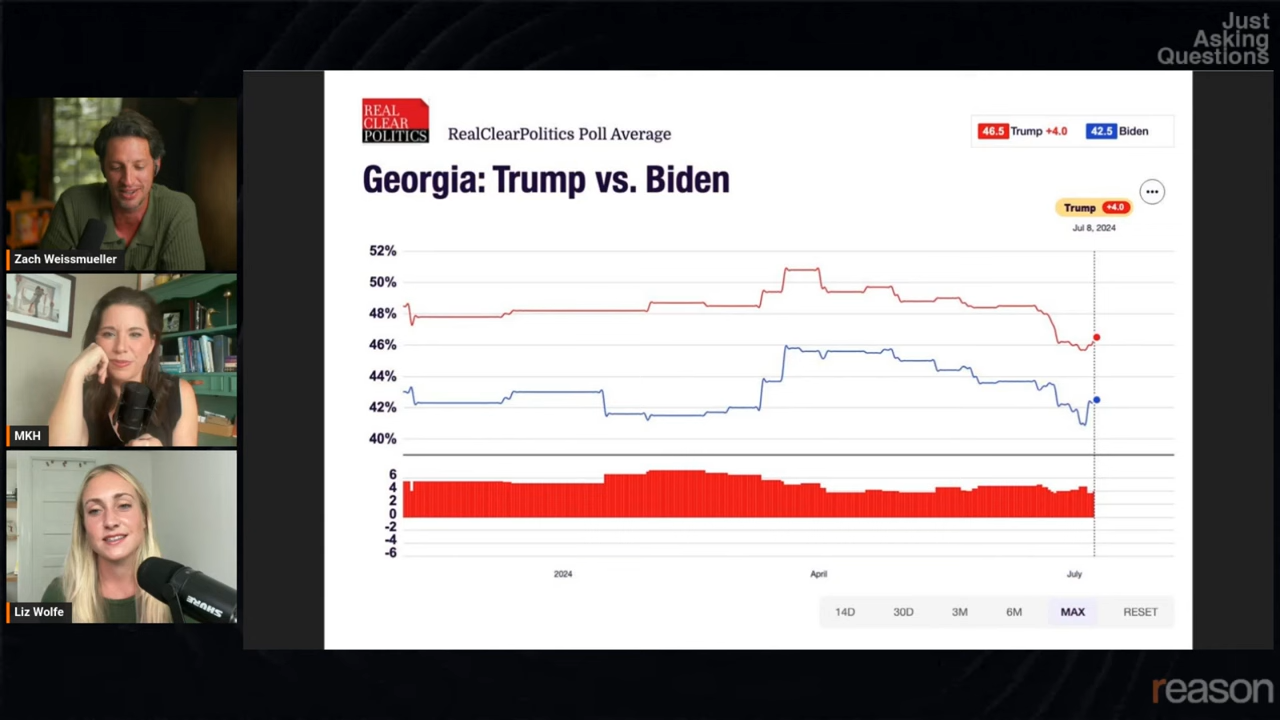 Just
Asking
Questions
REAL
CLEAR
POLITICS
RealClearPolitics Poll Average
46.5 Trump +4.0 42.5 Biden
Georgia: Trump vs. Biden
Trump +4.0
Jul 8, 2024
52%
50%
48%
46%
44%
42%
40%
6
4
2
0
-2
-4
-6
2024 April July
14D 30D 3M 6M MAX RESET
Zach Weissmueller
MKH
Liz Wolfe
SHURE
reason